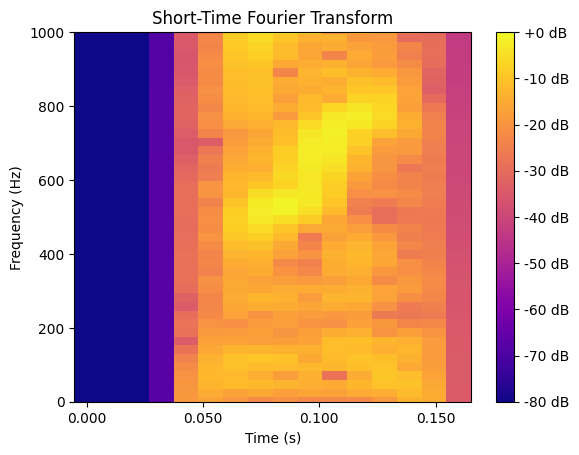 Short-Time Fourier Transform
1000
800
600
400
200
0
Frequency (Hz)
0.000
0.050
0.100
0.150
Time (s)
+0 dB
-10 dB
-20 dB
-30 dB
-40 dB
-50 dB
-60 dB
-70 dB
-80 dB